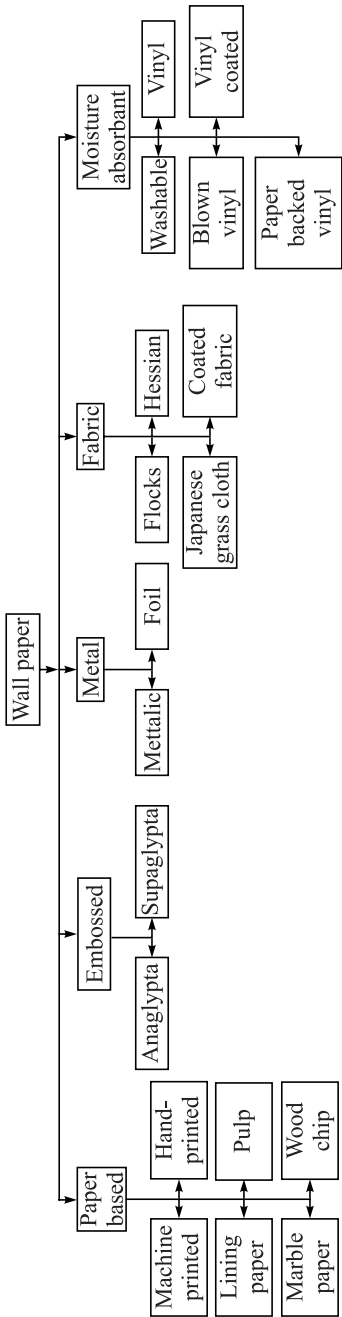 Wall paper
Paper
based
Embossed
Metal
Fabric
Moisture
absorbant
Machine
printed
Hand-
printed
Lining
paper
Pulp
Marble
paper
Wood
chip
Anaglypta
Supaglypta
Mettalic
Foil
Flocks
Hessian
Japanese
grass cloth
Coated
fabric
Washable
Vinyl
Blown
vinyl
Vinyl
coated
Paper
backed
vinyl